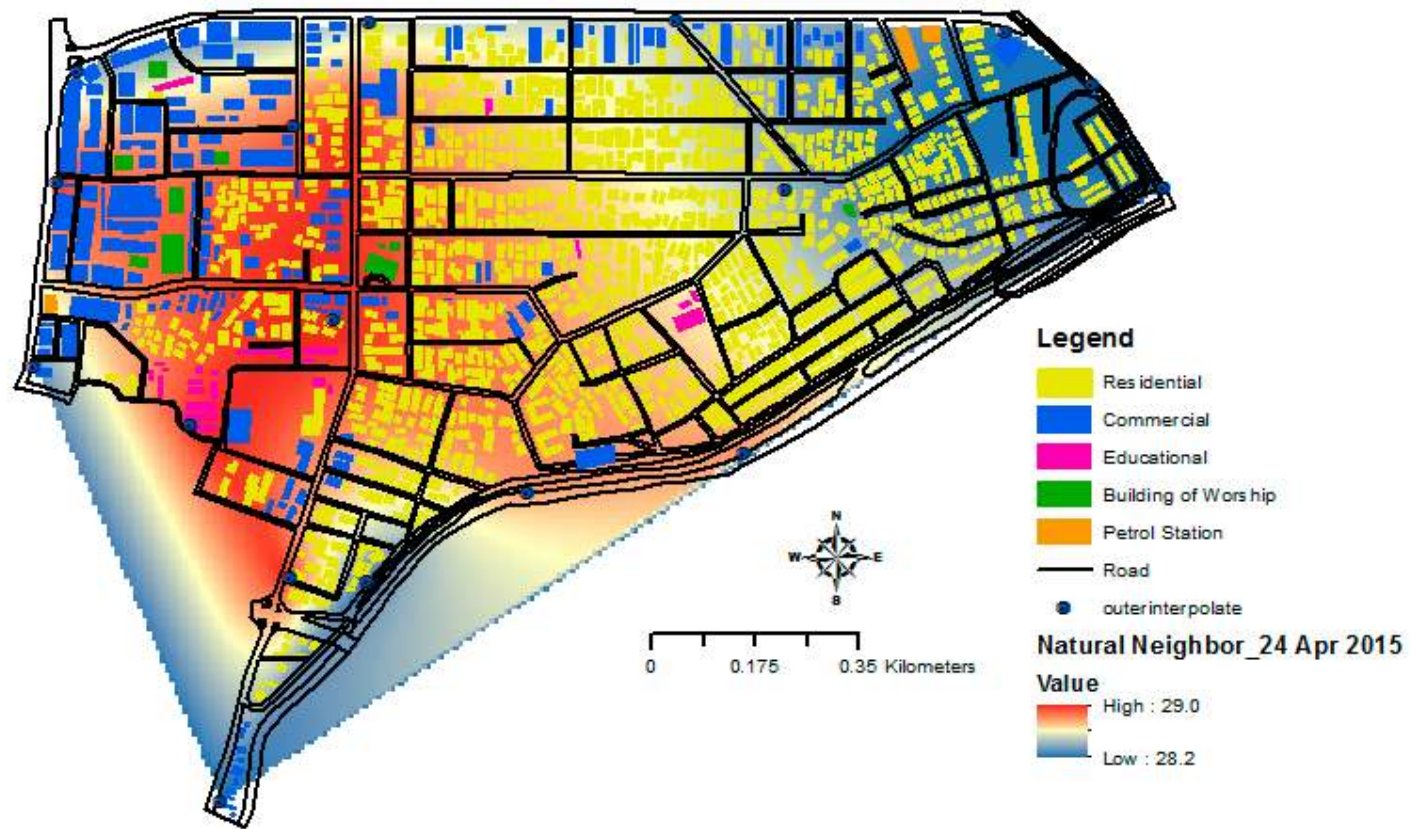 Legend
Residential
Commercial
Educational
Building of Worship
Petrol Station
Road
outerinterpolate
Natural Neighbor_24 Apr 2015
Value
High : 29.0
Low : 28.2
N
W E
S
0 0.175 0.35 Kilometers